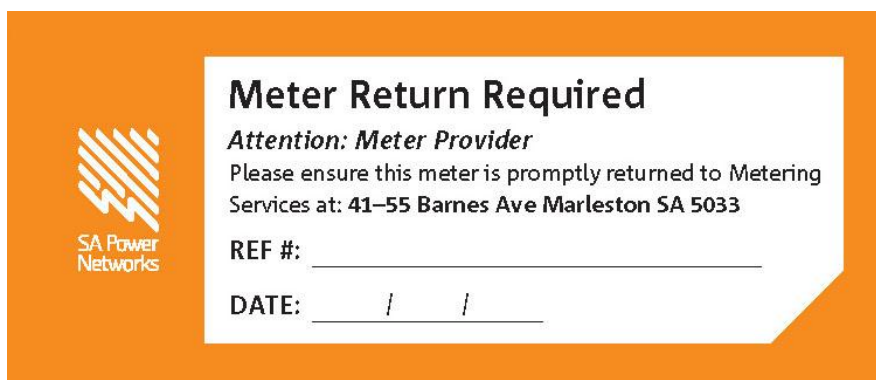 Meter Return Required
Attention: Meter Provider
Please ensure this meter is promptly returned to Metering
Services at: 41–55 Barnes Ave Marleston SA 5033
SA Power
Networks
REF #:
DATE: / /